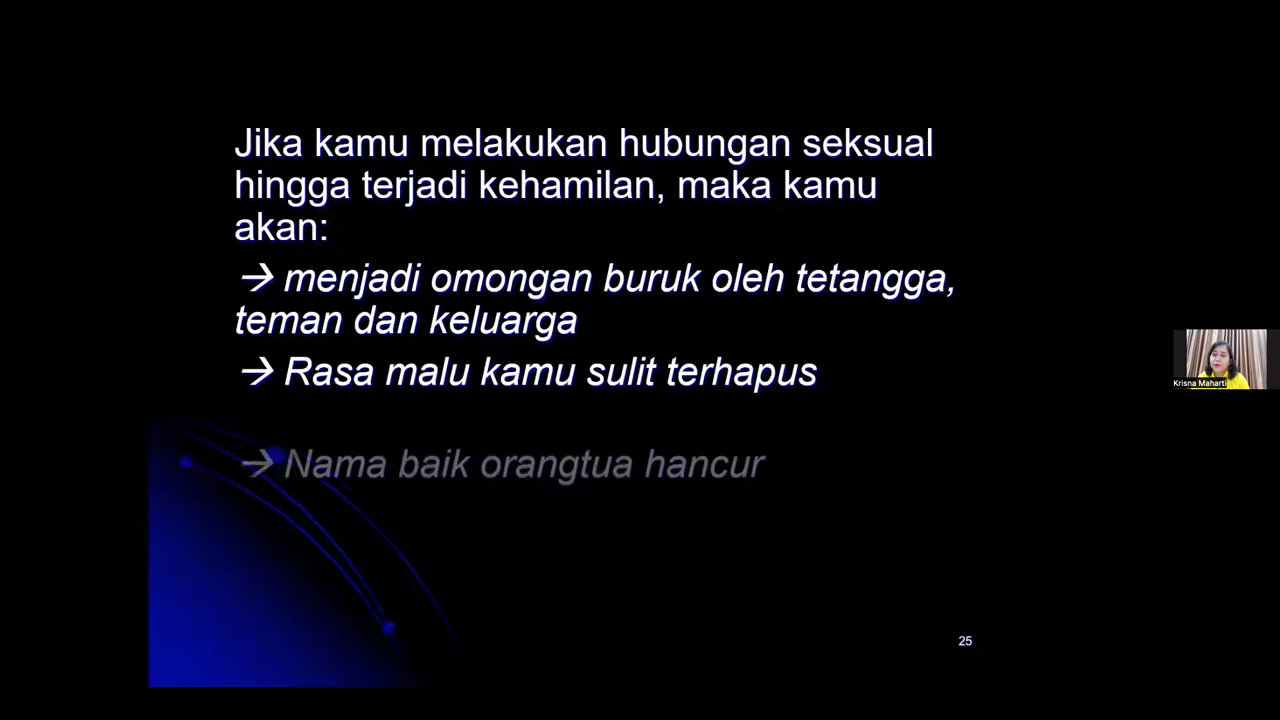 Jika kamu melakukan hubungan seksual
hingga terjadi kehamilan, maka kamu
akan:
→ menjadi omongan buruk oleh tetangga,
teman dan keluarga
→ Rasa malu kamu sulit terhapus
Krisna Maharti
→ Nama baik orangtua hancur
25